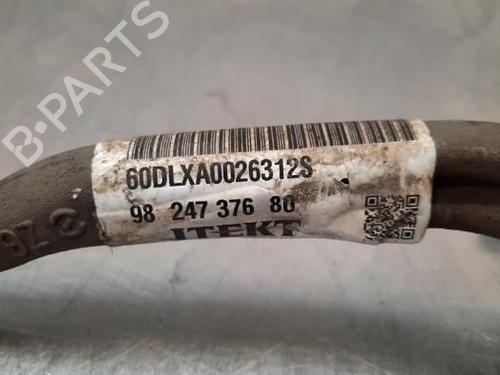 B-PARTS
60DLXA0026312S
98 247 376 80
JTEKT